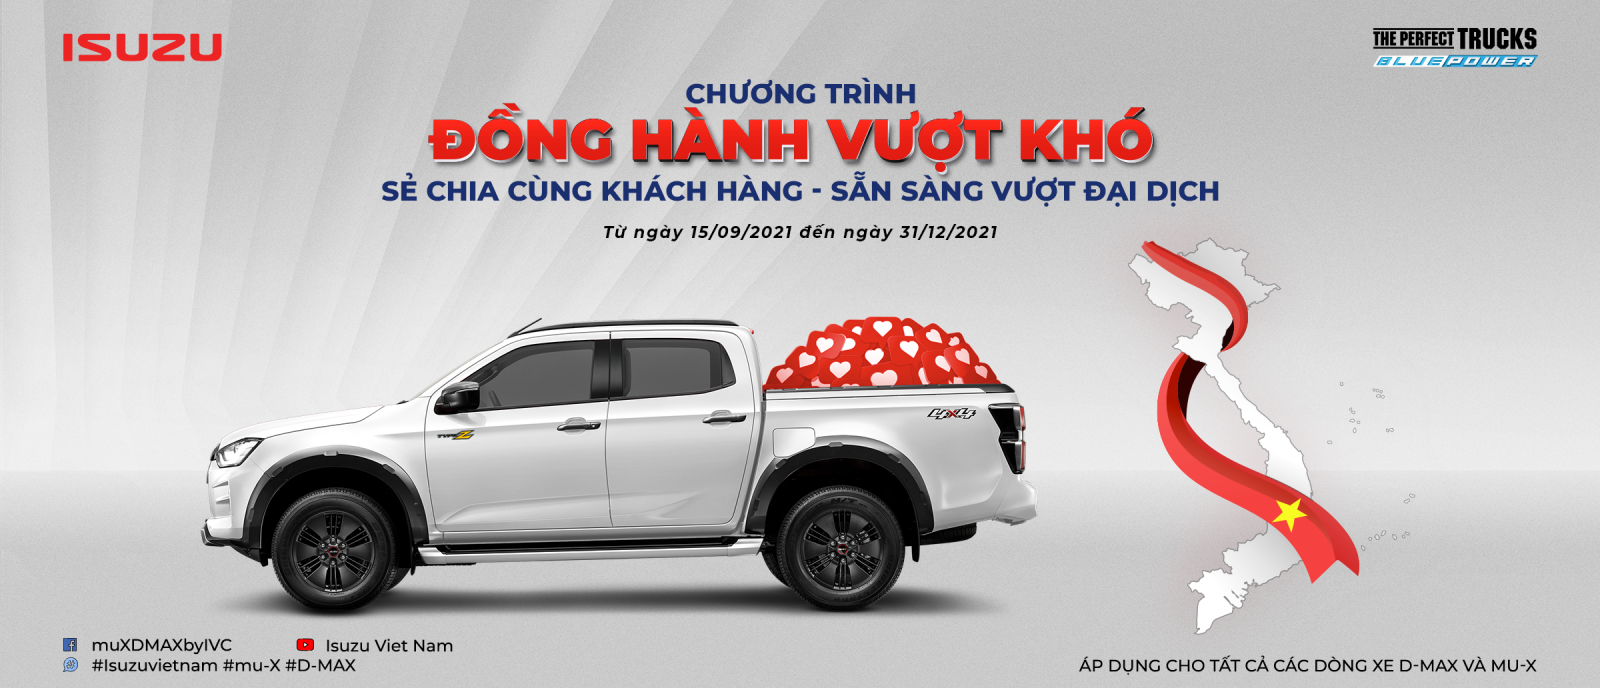 ISUZU
THE PERFECT TRUCKS
BLUE POWER
CHƯƠNG TRÌNH
ĐỒNG HÀNH VƯỢT KHÓ
SẺ CHIA CÙNG KHÁCH HÀNG - SẴN SÀNG VƯỢT ĐẠI DỊCH
Từ ngày 15/09/2021 đến ngày 31/12/2021
4x4
TYPE Z
muXDMAXbyIVC
Isuzu Viet Nam
#Isuzuvietnam #mu-X #D-MAX
ÁP DỤNG CHO TẤT CẢ CÁC DÒNG XE D-MAX VÀ MU-X